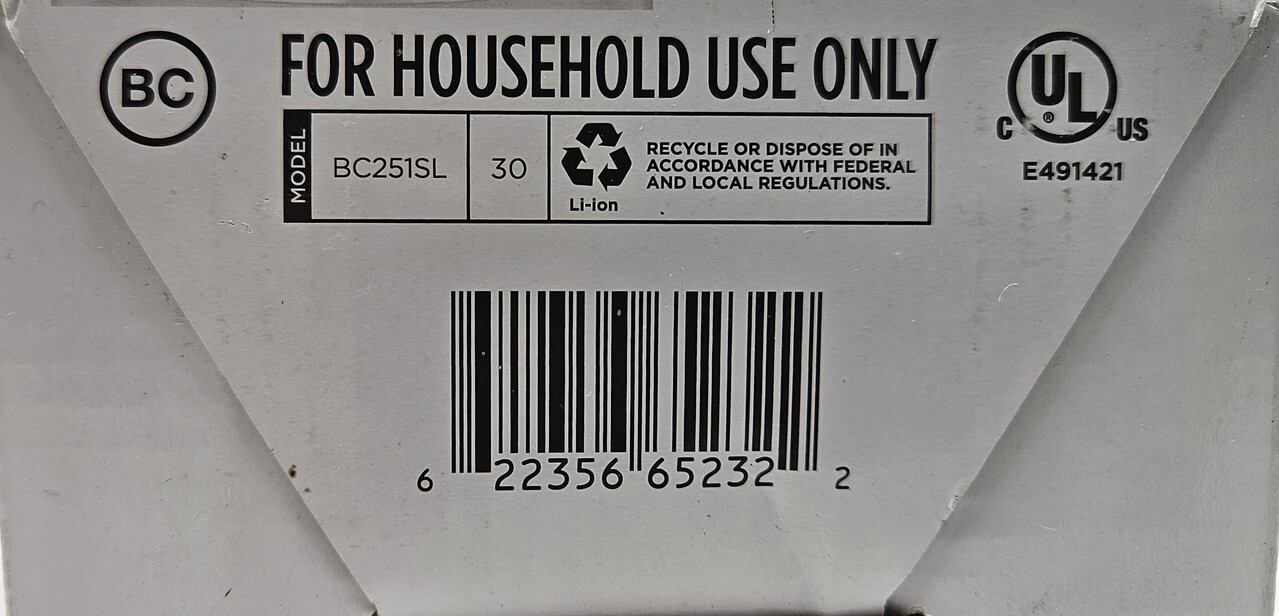 BC
FOR HOUSEHOLD USE ONLY
C UL ® US
E491421
MODEL
BC251SL
30
Li-ion
RECYCLE OR DISPOSE OF IN
ACCORDANCE WITH FEDERAL
AND LOCAL REGULATIONS.
6 22356 65232 2